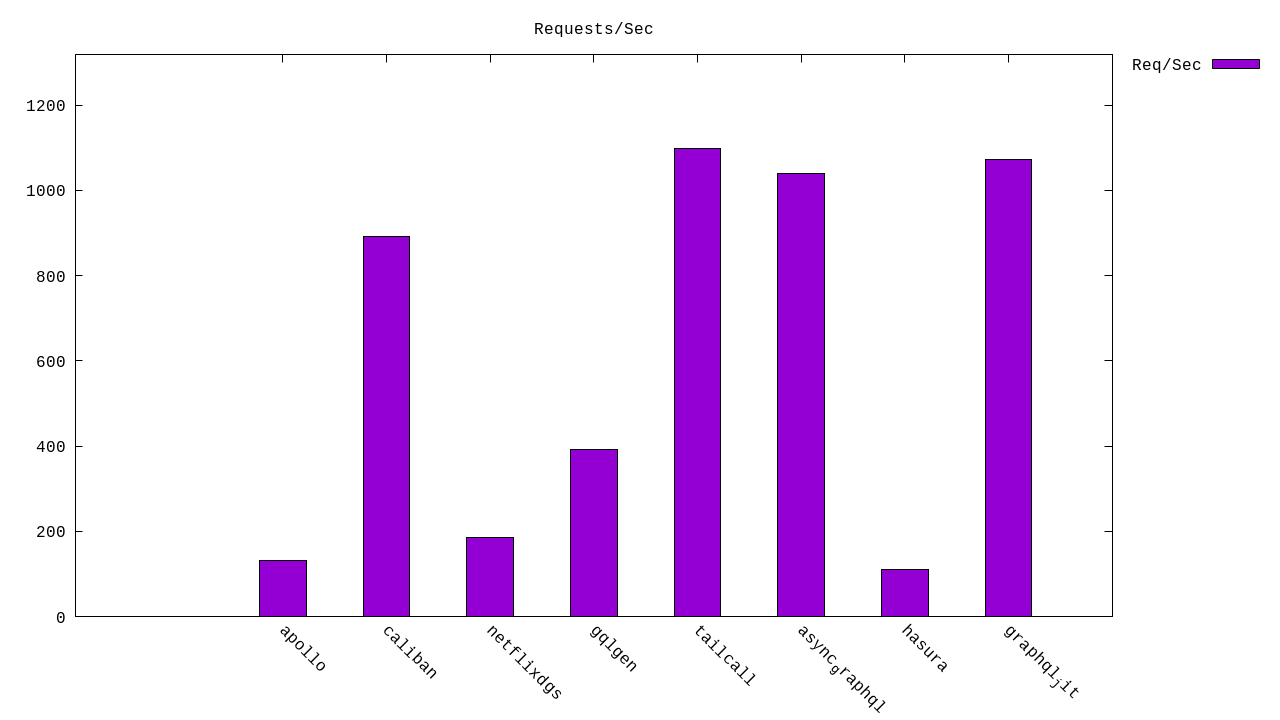 Requests/Sec
Req/Sec
1200
1000
800
600
400
200
0
apollo
caliban
netflixdgs
gqlgen
tailcall
async_graphql
hasura
graphql_jit